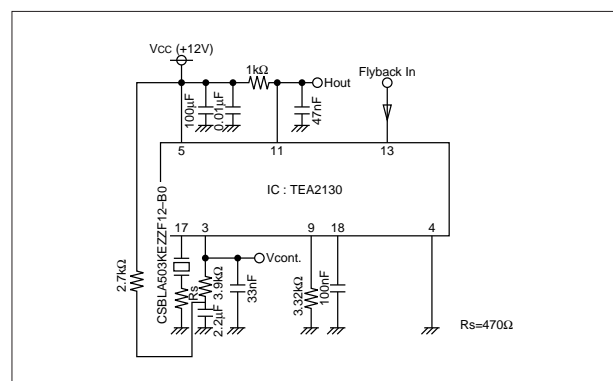 Vcc (+12V)
1kΩ
Flyback In
Hout
100μF
0.01μF
47nF
5
11
13
IC : TEA2130
CSBLA503KEZZF12–B0
17
3
9
18
4
Vcont.
2.7kΩ
Rs
3.9kΩ
33nF
3.32kΩ
100nF
2.2μF
Rs=470Ω